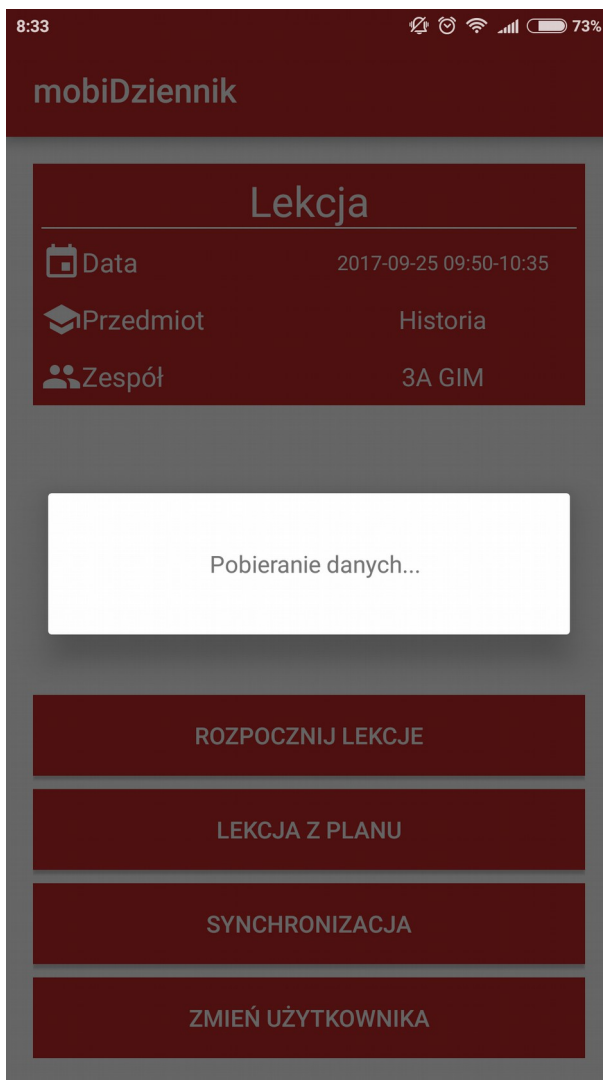 8:33 73%
mobiDziennik
Lekcja
Data 2017-09-25 09:50-10:35
Przedmiot Historia
Zespół 3A GIM
Pobieranie danych...
ROZPOCZNIJ LEKCJE
LEKCJA Z PLANU
SYNCHRONIZACJA
ZMIEŃ UŻYTKOWNIKA